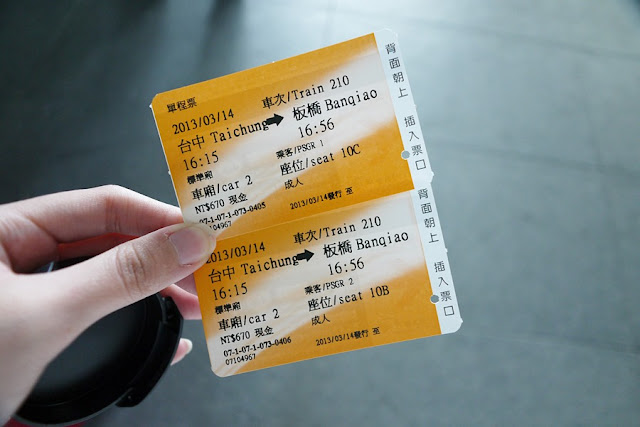 單程票
2013/03/14 車次/Train 210
台中 Taichung ➡ 板橋 Banqiao
16:15 16:56
標準廂 乘客/PSGR 1
車廂/car 2 座位/seat 10C
NT$670 現金 成人
07-1-07-1-073-0405 2013/03/14發行 至
07104967
背面朝上 插入票口
2013/03/14 車次/Train 210
台中 Taichung ➡ 板橋 Banqiao
16:15 16:56
標準廂 乘客/PSGR 2
車廂/car 2 座位/seat 10B
NT$670 現金 成人
07-1-07-1-073-0406 2013/03/14發行 至
07104967
背面朝上 插入票口